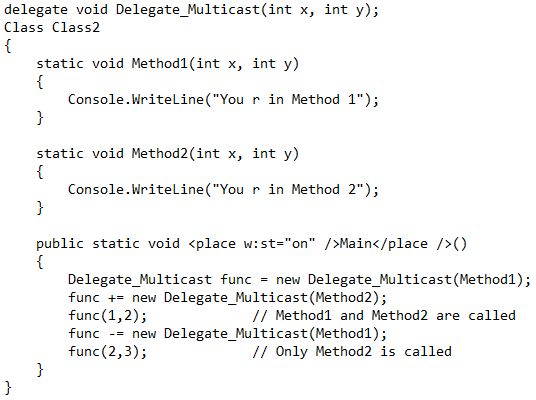 delegate void Delegate_Multicast(int x, int y);
Class Class2
{
    static void Method1(int x, int y)
    {
        Console.WriteLine("You r in Method 1");
    }

    static void Method2(int x, int y)
    {
        Console.WriteLine("You r in Method 2");
    }

    public static void <place w:st="on" />Main</place />()
    {
        Delegate_Multicast func = new Delegate_Multicast(Method1);
        func += new Delegate_Multicast(Method2);
        func(1,2);             // Method1 and Method2 are called
        func -= new Delegate_Multicast(Method1);
        func(2,3);             // Only Method2 is called
    }
}